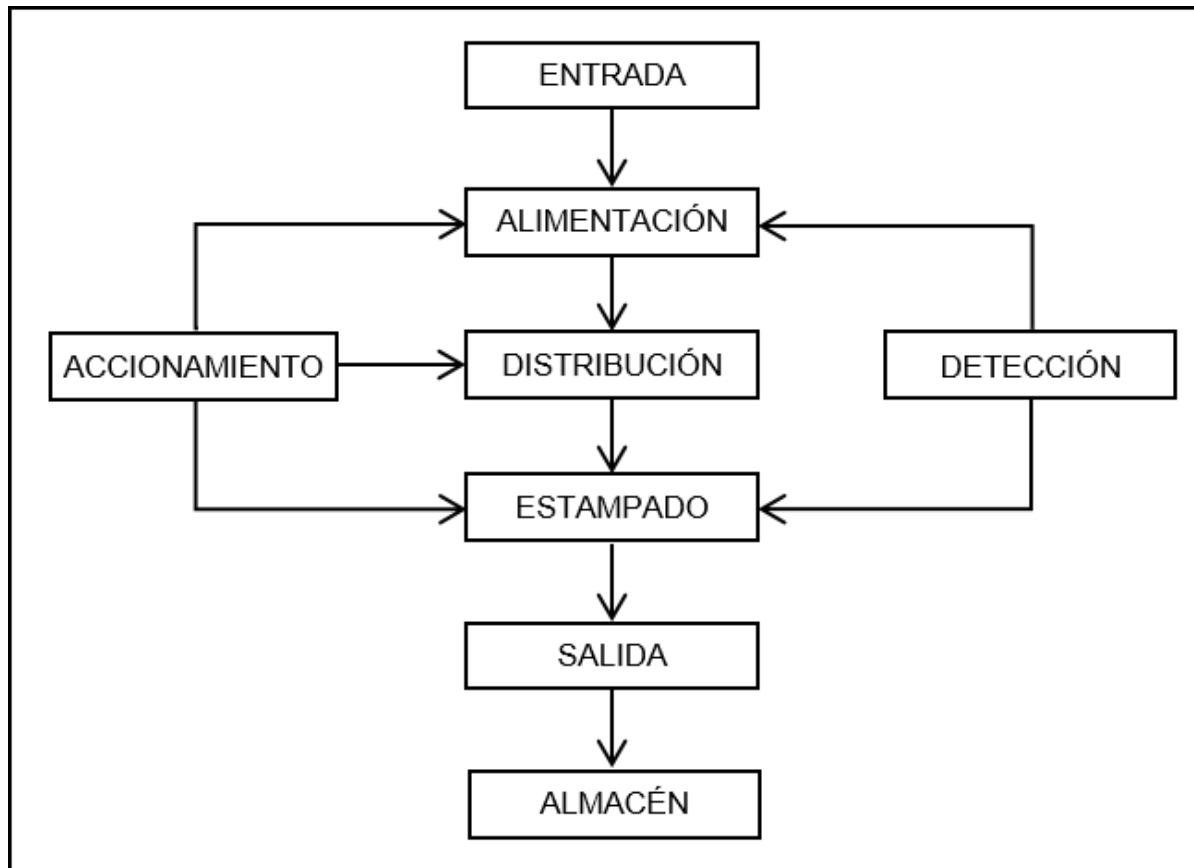 ENTRADA
ALIMENTACIÓN
ACCIONAMIENTO
DISTRIBUCIÓN
DETECCIÓN
ESTAMPADO
SALIDA
ALMACÉN